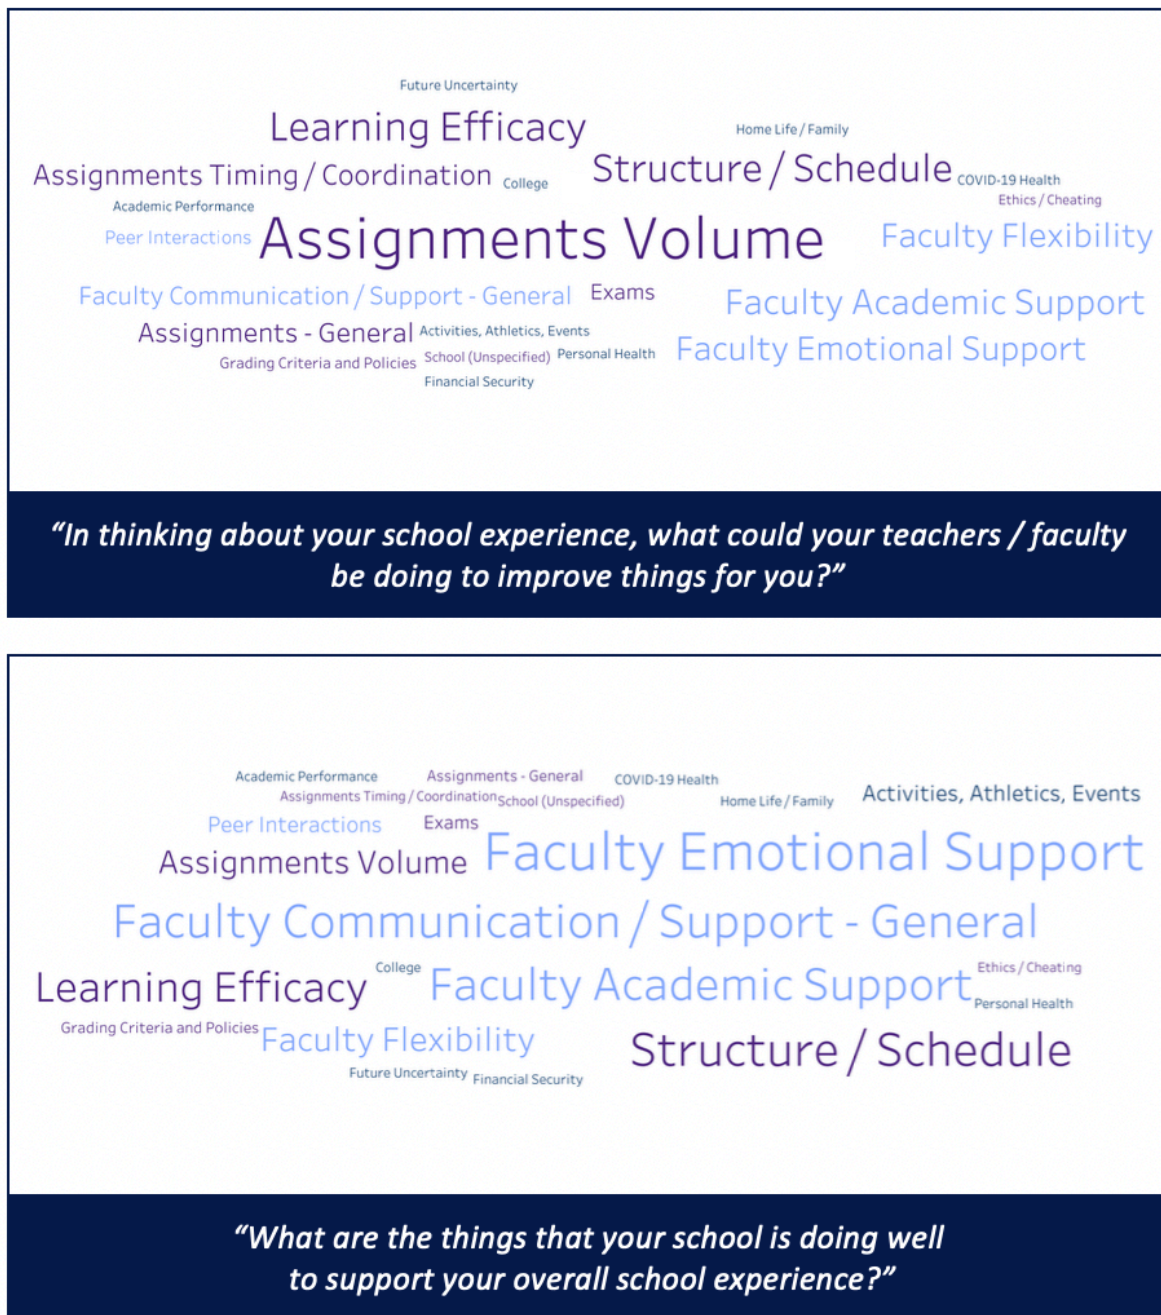 Future Uncertainty
Learning Efficacy
Home Life / Family
Assignments Timing / Coordination
College
Structure / Schedule
COVID-19 Health
Academic Performance
Ethics / Cheating
Peer Interactions
Assignments Volume
Faculty Flexibility
Faculty Communication / Support - General
Exams
Faculty Academic Support
Assignments - General
Activities, Athletics, Events
Grading Criteria and Policies
School (Unspecified)
Personal Health
Faculty Emotional Support
Financial Security
“In thinking about your school experience, what could your teachers / faculty
be doing to improve things for you?”
Academic Performance
Assignments - General
COVID-19 Health
Assignments Timing / Coordination
School (Unspecified)
Home Life / Family
Activities, Athletics, Events
Peer Interactions
Exams
Assignments Volume
Faculty Emotional Support
Faculty Communication / Support - General
Learning Efficacy
College
Faculty Academic Support
Ethics / Cheating
Personal Health
Grading Criteria and Policies
Faculty Flexibility
Structure / Schedule
Future Uncertainty
Financial Security
“What are the things that your school is doing well
to support your overall school experience?”